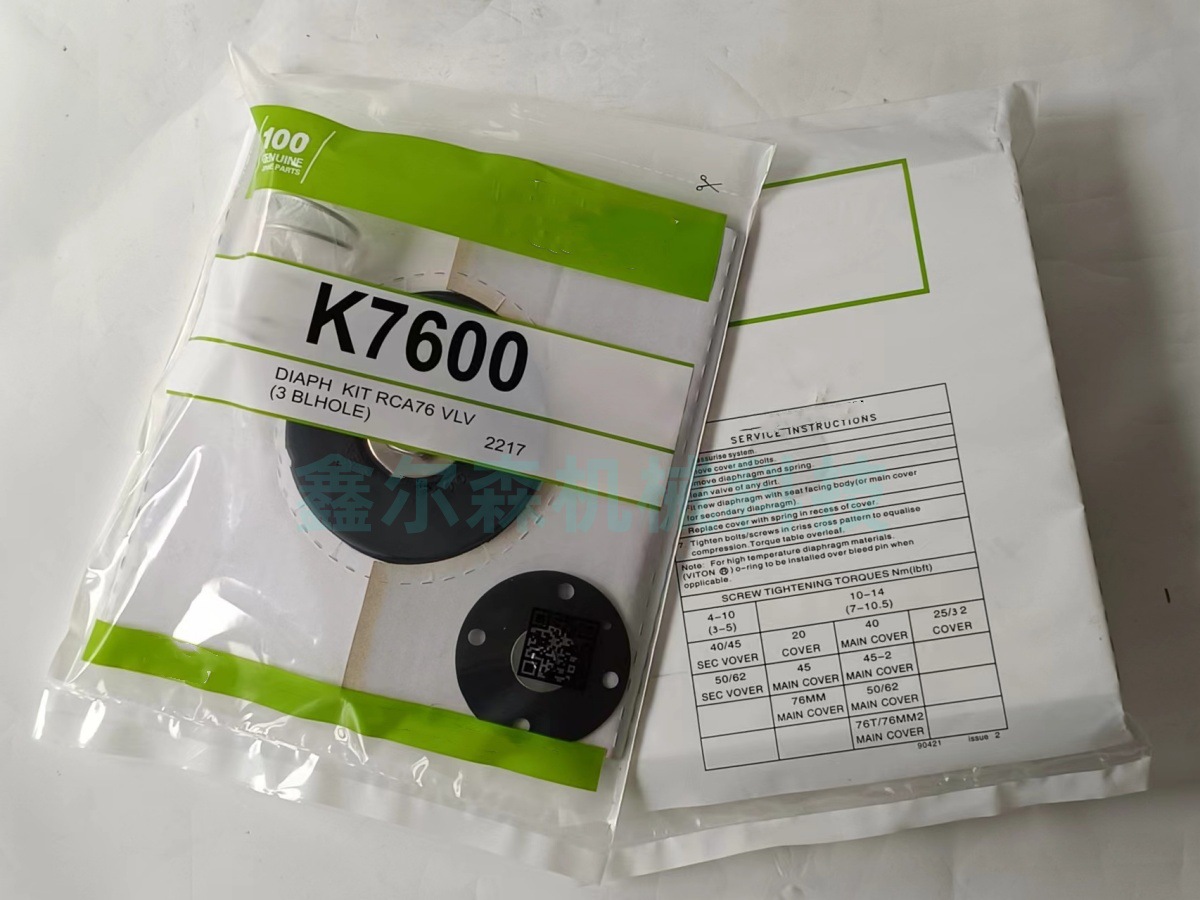 100
GENUINE
PARTS
K7600
DIAPH KIT RCA76 VLV
(3 BLHOLE)
2217
鑫尔森机械
SERVICE INSTRUCTIONS
system.
cover and bolts.
diaphragm and spring.
valve of any dirt.
new diaphragm with seat facing body(or main cover
for secondary diaphragm).
Replace cover with spring in recess of cover.
7. Tighten bolts/screws in criss cross pattern to equalise
compression. Torque table overleaf.
Note: For high temperature diaphragm materials.
(VITON ®) o-ring to be installed over bleed pin when
opplicable.
SCREW TIGHTENING TORQUES Nm(lbft)
4-10 10-14
(3-5) (7-10.5)
40/45 20 40 25/32
SEC VOVER COVER MAIN COVER COVER
50/62 45 45-2
SEC VOVER MAIN COVER MAIN COVER
76MM 50/62
MAIN COVER MAIN COVER
76T/76MM2
MAIN COVER
90421 issue 2